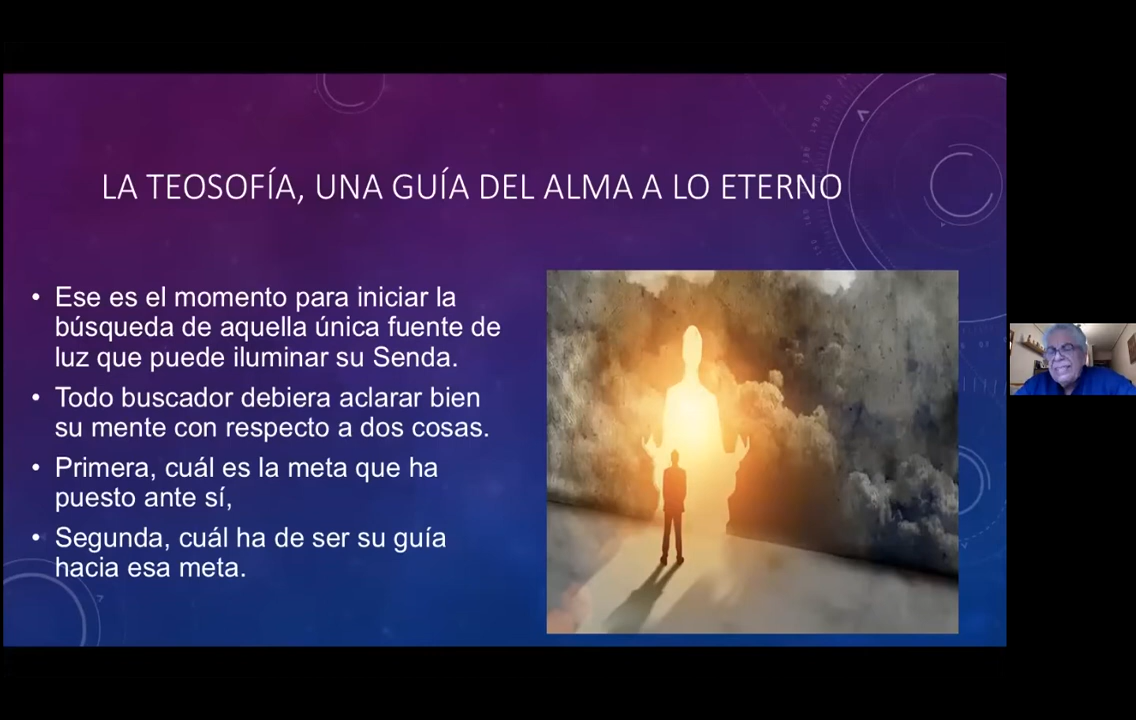 LA TEOSOFÍA, UNA GUÍA DEL ALMA A LO ETERNO
• Ese es el momento para iniciar la
búsqueda de aquella única fuente de
luz que puede iluminar su Senda.
• Todo buscador debiera aclarar bien
su mente con respecto a dos cosas.
• Primera, cuál es la meta que ha
puesto ante sí,
• Segunda, cuál ha de ser su guía
hacia esa meta.